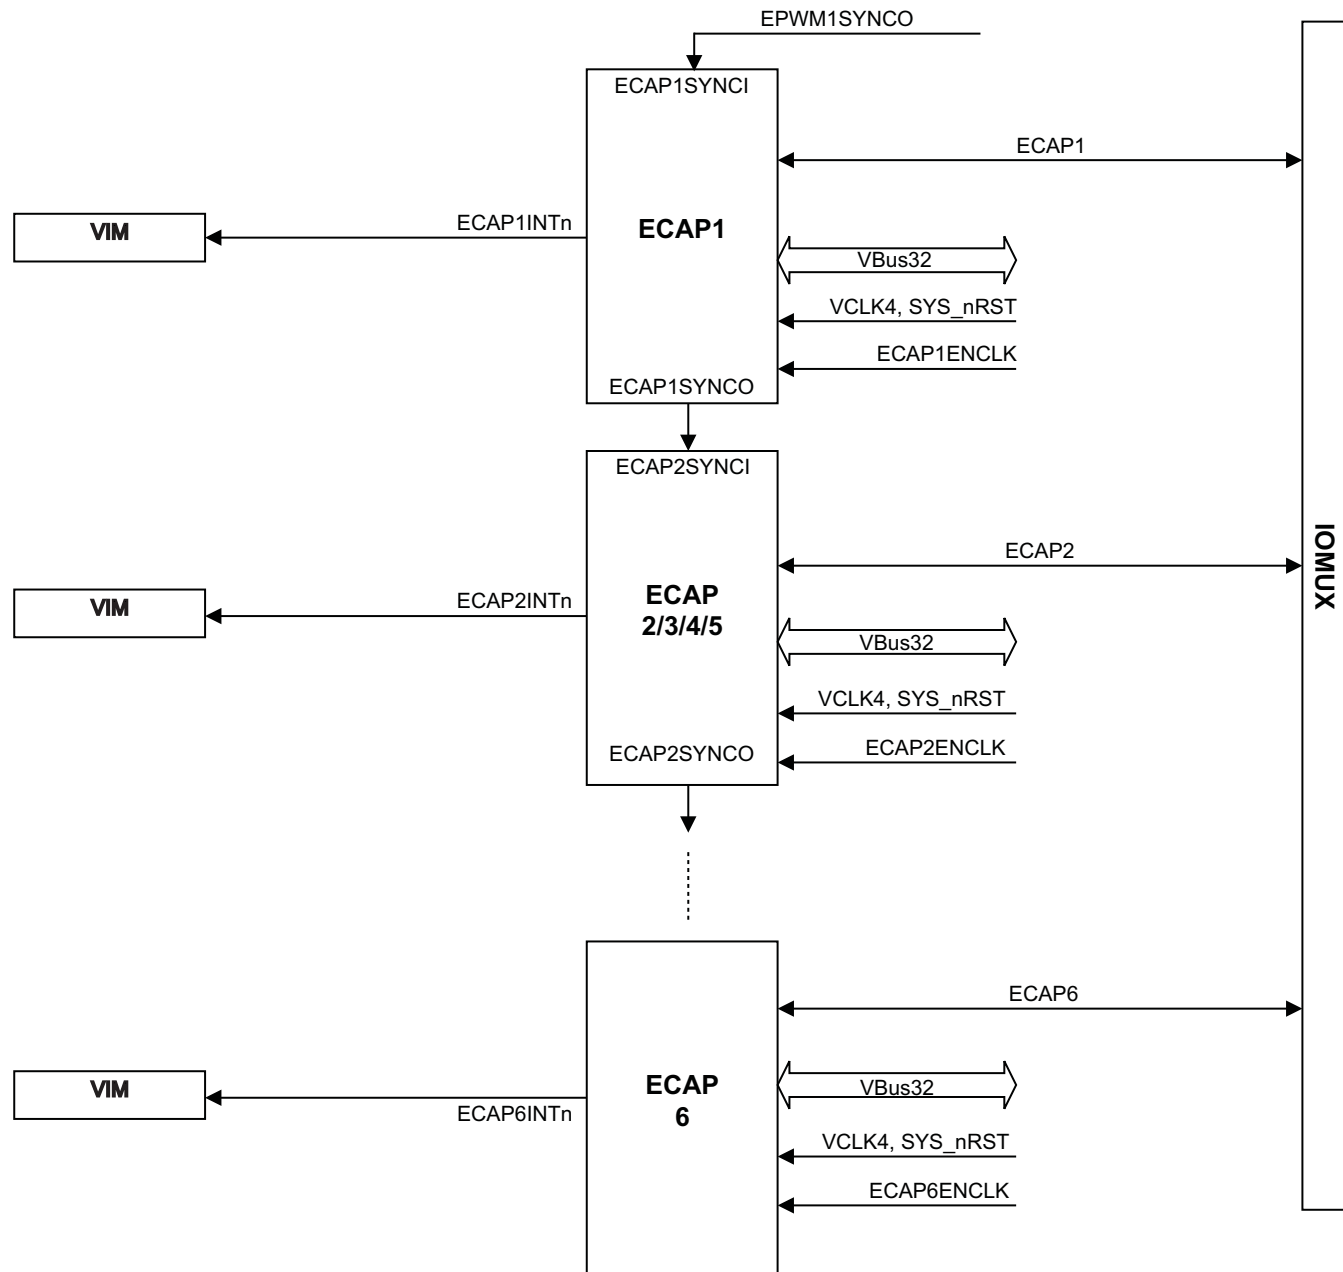 EPWM1SYNCO
ECAP1SYNCI
ECAP1
VIM
ECAP1INTn
ECAP1
VBus32
VCLK4, SYS_nRST
ECAP1ENCLK
ECAP1SYNCO
ECAP2SYNCI
ECAP2
IOMUX
VIM
ECAP2INTn
ECAP
2/3/4/5
VBus32
VCLK4, SYS_nRST
ECAP2SYNCO
ECAP2ENCLK
ECAP6
VIM
ECAP6INTn
ECAP
6
VBus32
VCLK4, SYS_nRST
ECAP6ENCLK